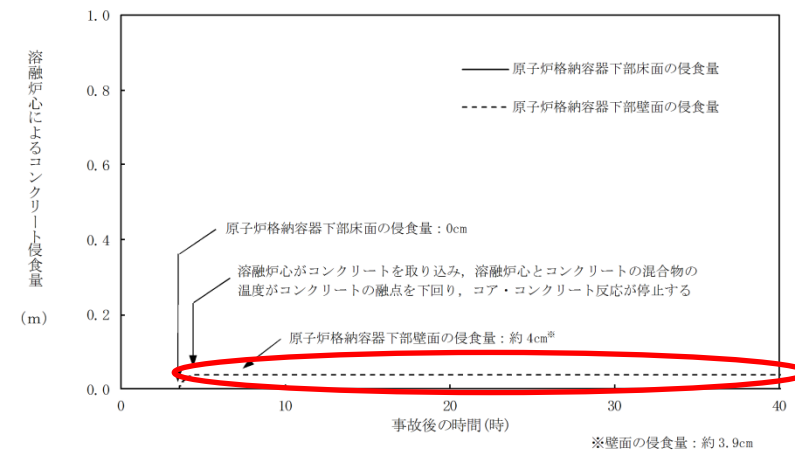 1.0
0.8
0.6
0.4
0.2
0.0
溶融炉心によるコンクリート侵食量
(m)
原子炉格納容器下部床面の侵食量
原子炉格納容器下部壁面の侵食量
原子炉格納容器下部床面の侵食量：0cm
溶融炉心がコンクリートを取り込み，溶融炉心とコンクリートの混合物の
温度がコンクリートの融点を下回り，コア・コンクリート反応が停止する
原子炉格納容器下部壁面の侵食量：約4cm※
0 10 20 30 40
事故後の時間(時)
※壁面の侵食量：約3.9cm